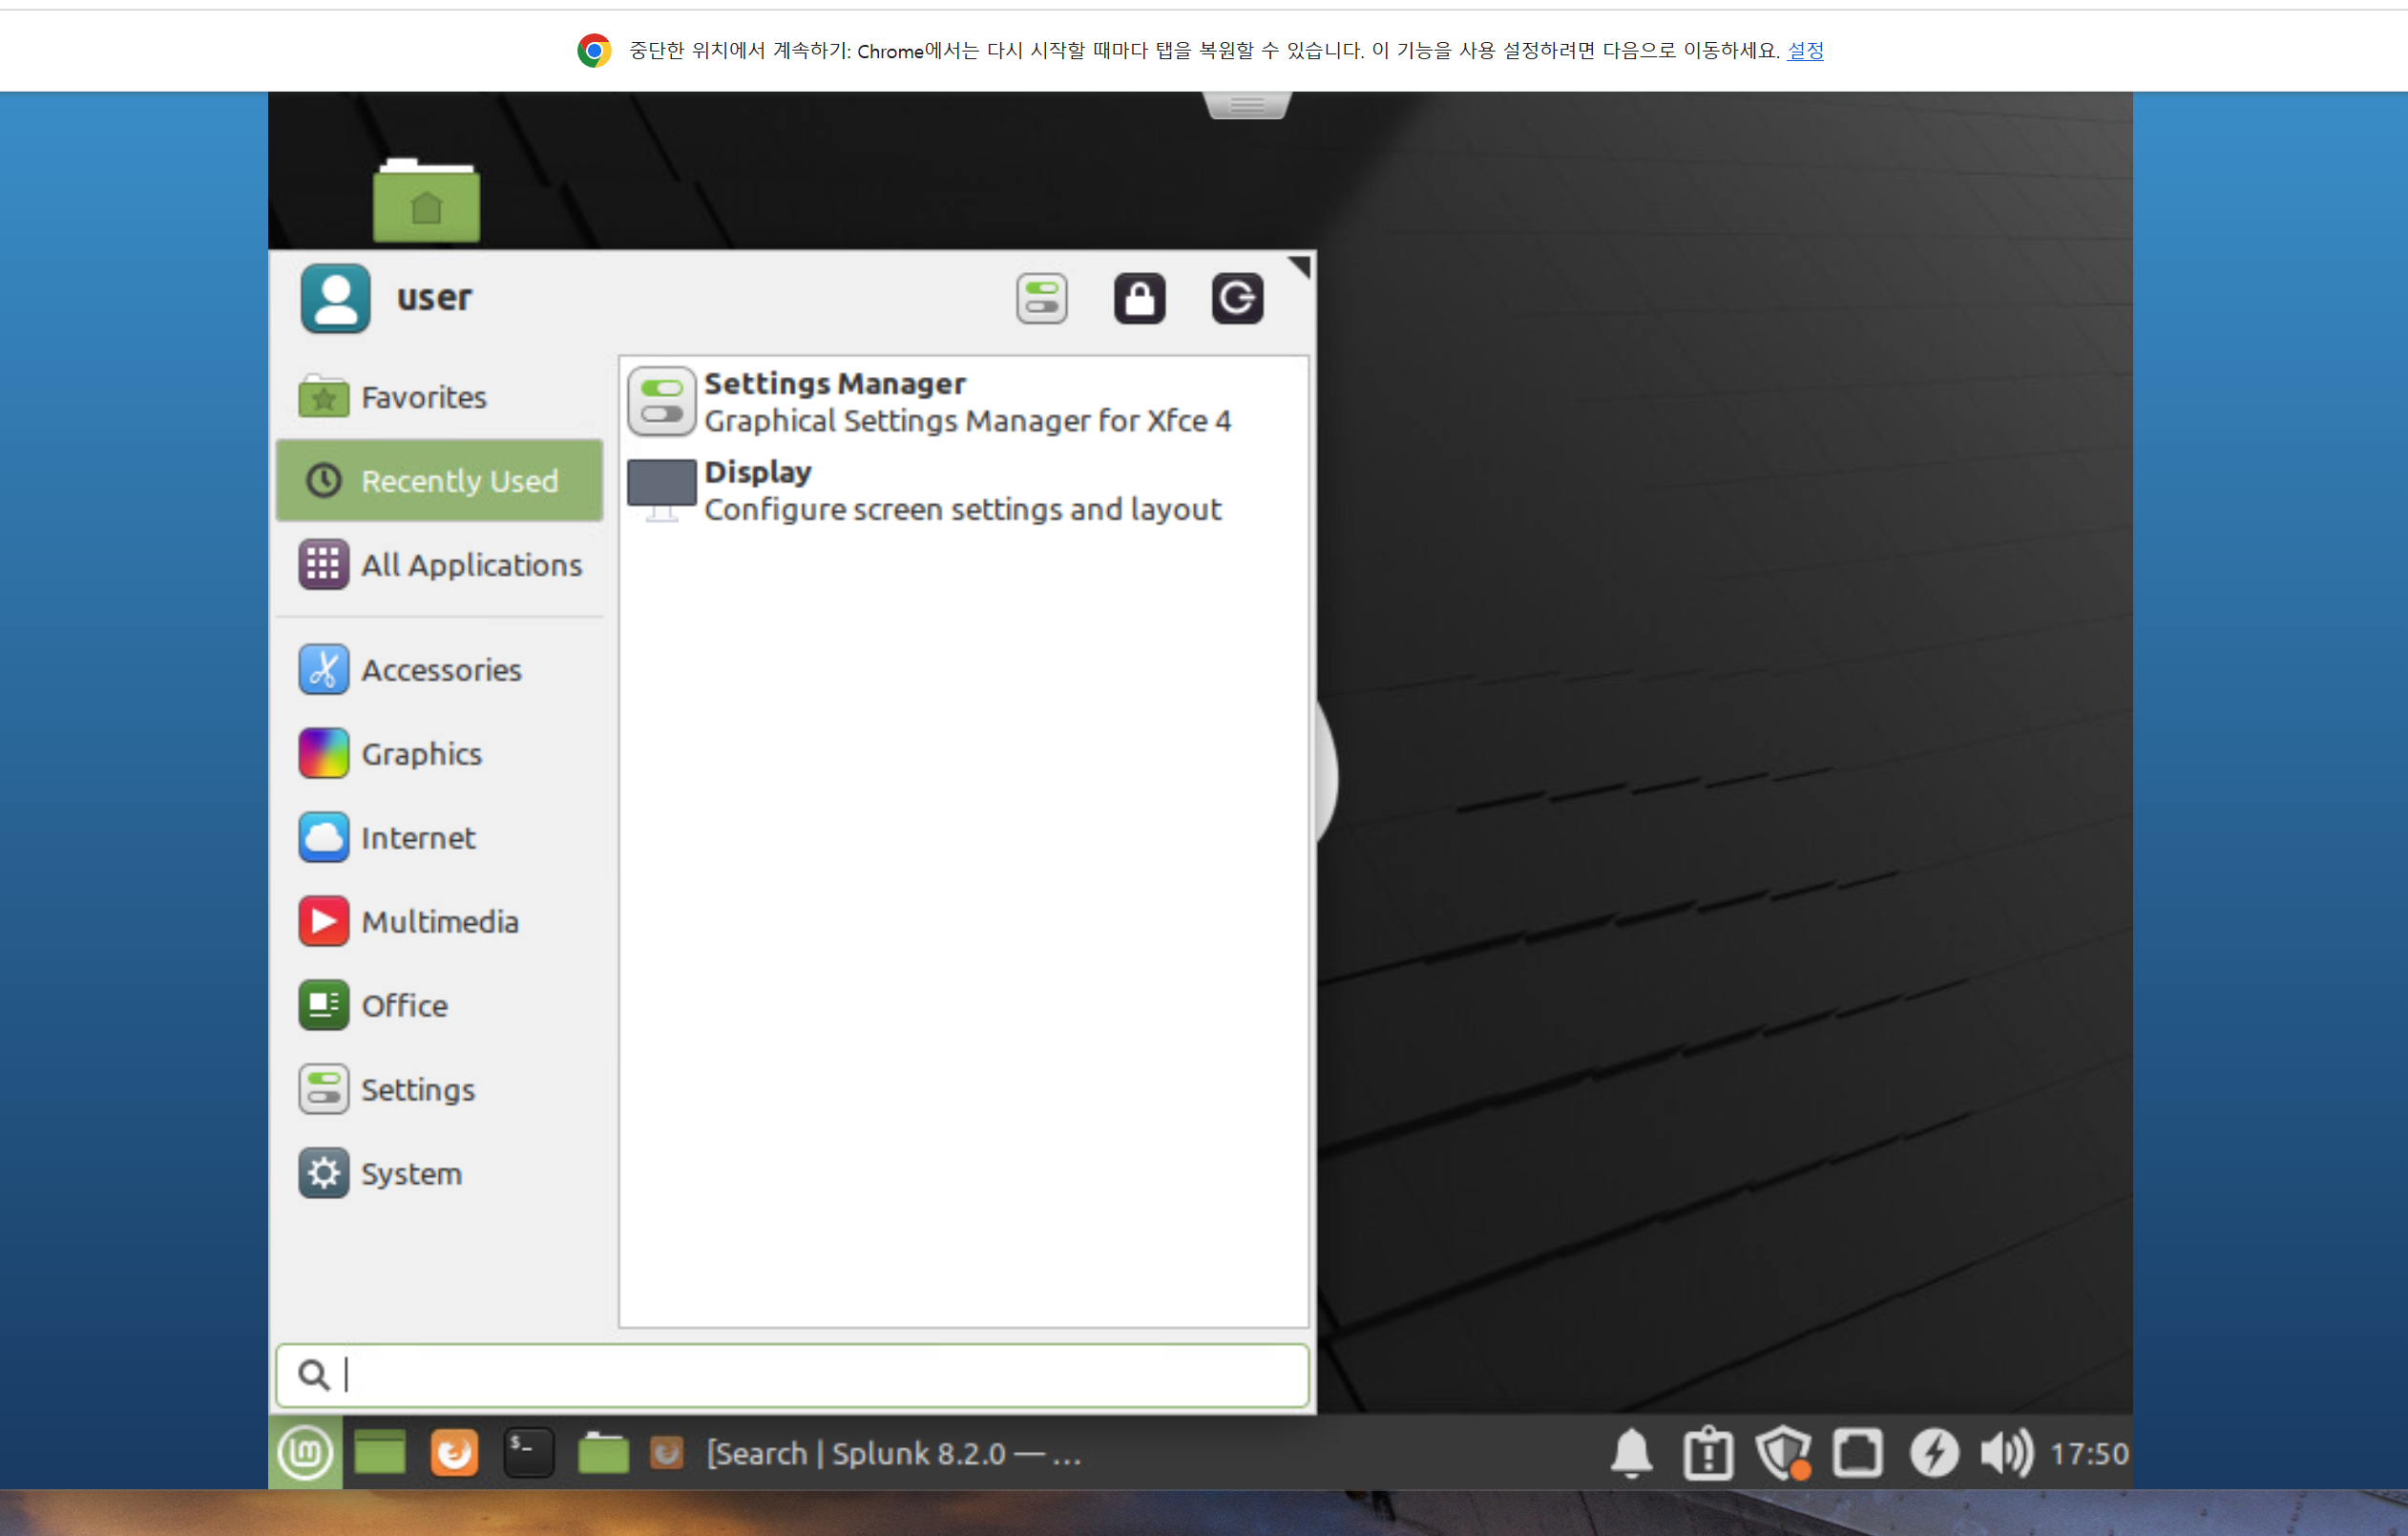 중단한 위치에서 계속하기: Chrome에서는 다시 시작할 때마다 탭을 복원할 수 있습니다. 이 기능을 사용 설정하려면 다음으로 이동하세요. 설정
user
Favorites
Recently Used
All Applications
Accessories
Graphics
Internet
Multimedia
Office
Settings
System
Settings Manager
Graphical Settings Manager for Xfce 4
Display
Configure screen settings and layout
$_
[Search | Splunk 8.2.0 — ...
17:50